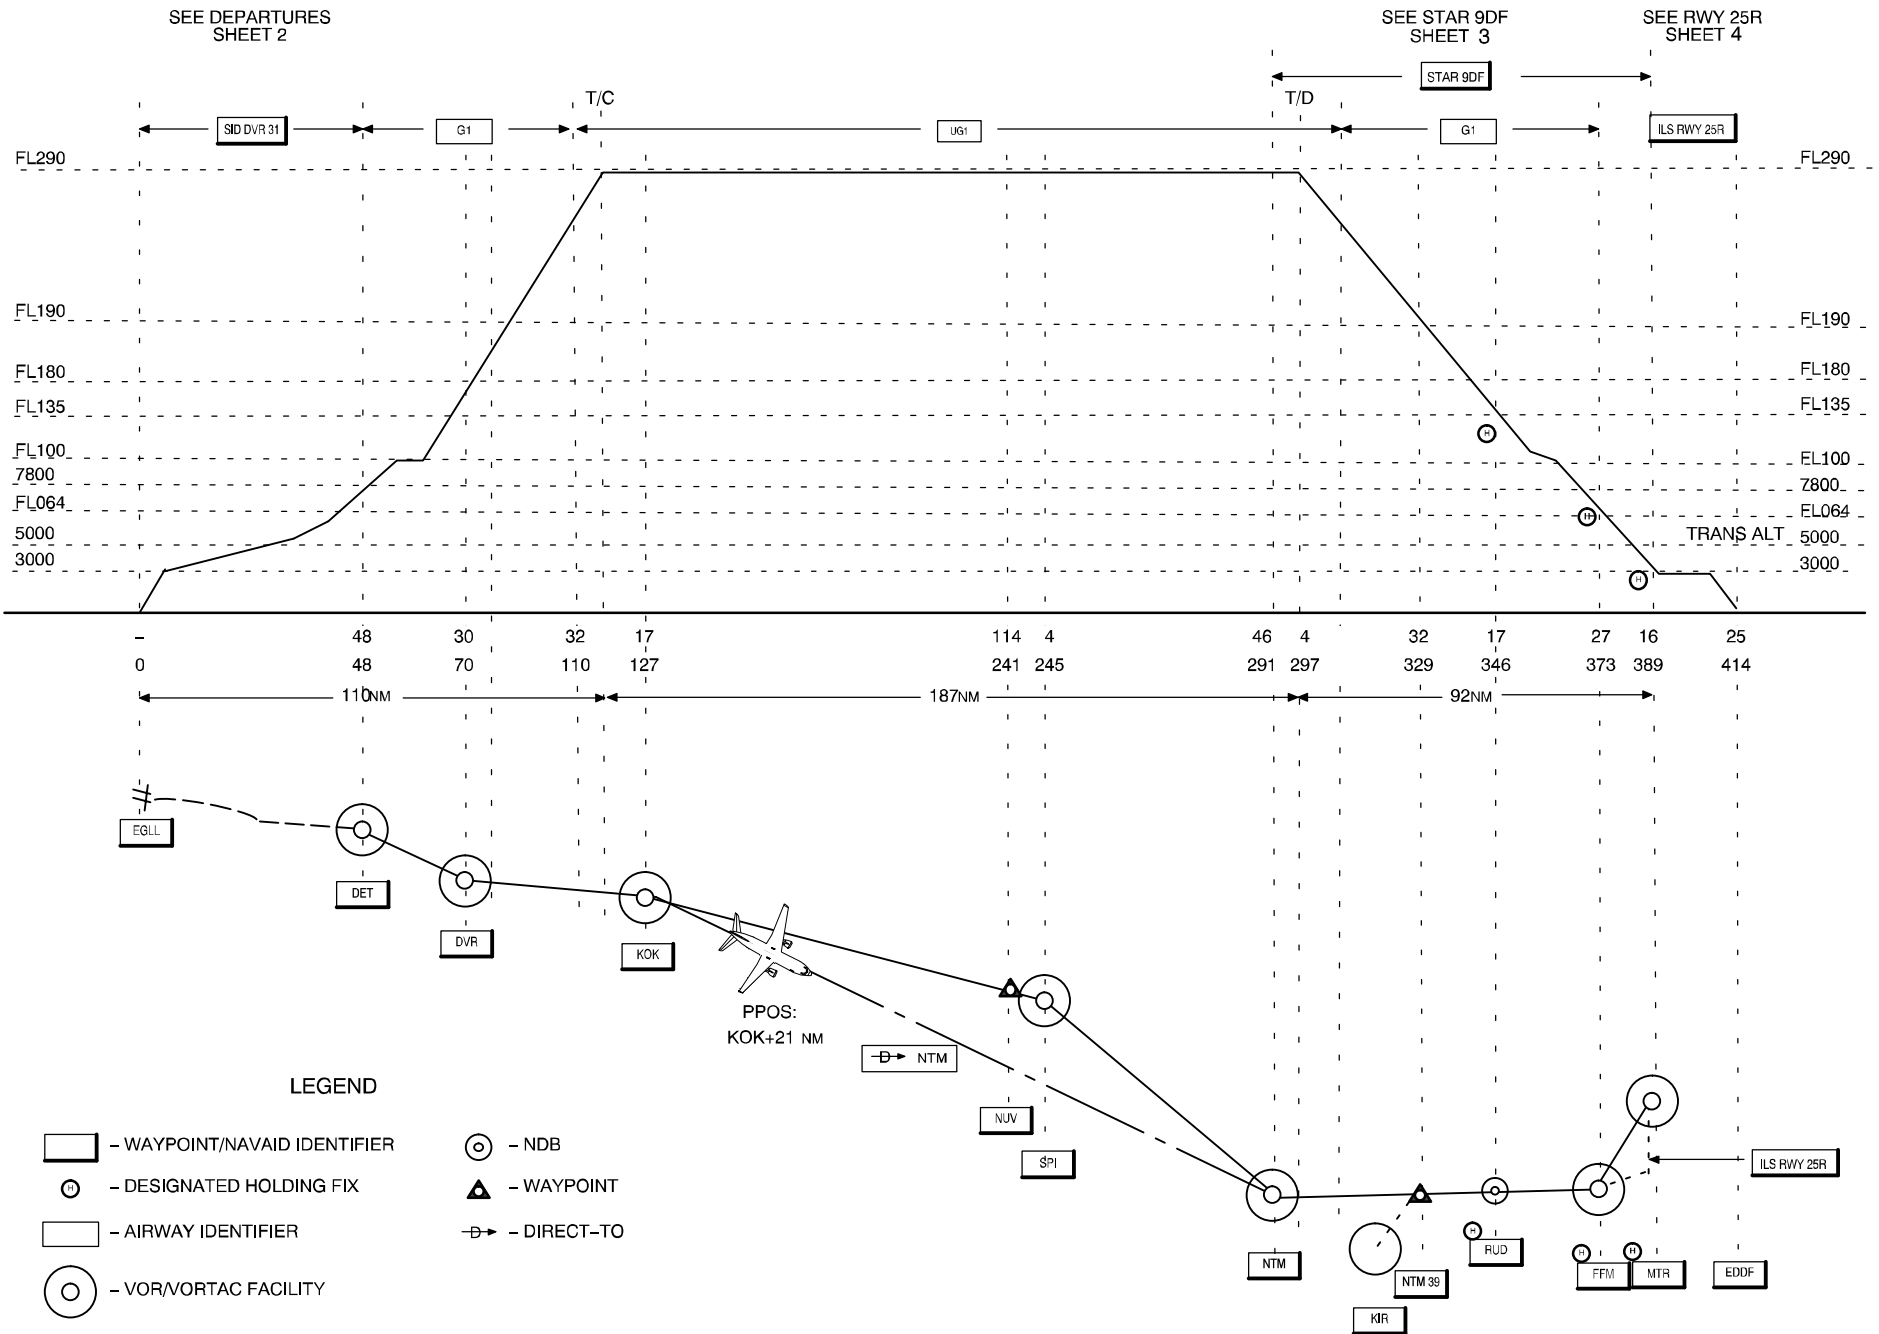 SEE DEPARTURES
SHEET 2
SEE STAR 9DF
SHEET 3
SEE RWY 25R
SHEET 4
STAR 9DF
T/C
T/D
SID DVR 31
G1
UG1
G1
ILS RWY 25R
FL290
FL290
FL190
FL190
FL180
FL180
FL135
FL135
H
FL100
FL100
7800
7800
FL064
FL064
H
5000
TRANS ALT
5000
3000
3000
H
– 48 30 32 17 114 4 46 4 32 17 27 16 25
0 48 70 110 127 241 245 291 297 329 346 373 389 414
110NM
187NM
92NM
EGLL
DET
DVR
KOK
PPOS:
KOK+21 NM
D NTM
NUV
SPI
ILS RWY 25R
NTM
KIR
NTM 39
H
RUD
H
FFM
H
MTR
EDDF
LEGEND
– WAYPOINT/NAVAID IDENTIFIER
H – DESIGNATED HOLDING FIX
– AIRWAY IDENTIFIER
– VOR/VORTAC FACILITY
– NDB
– WAYPOINT
D – DIRECT–TO